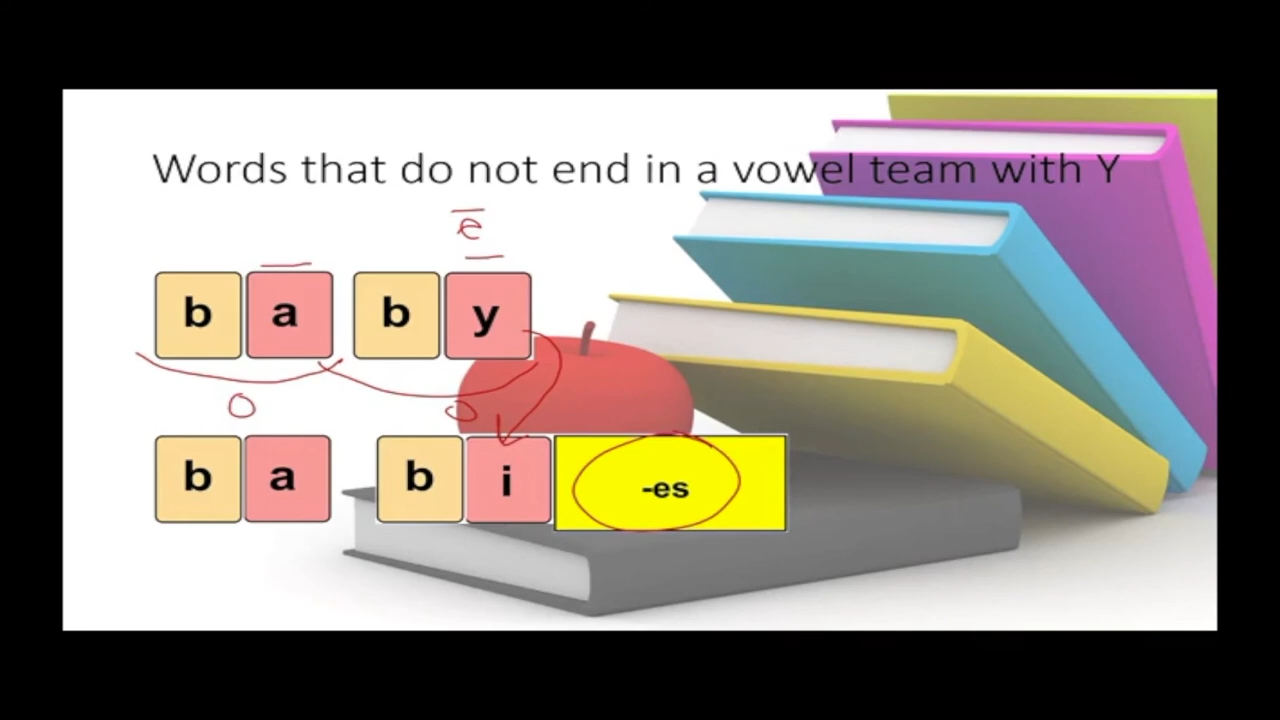 Words that do not end in a vowel team with Y
ē
b a b y
o o
b a b i -es